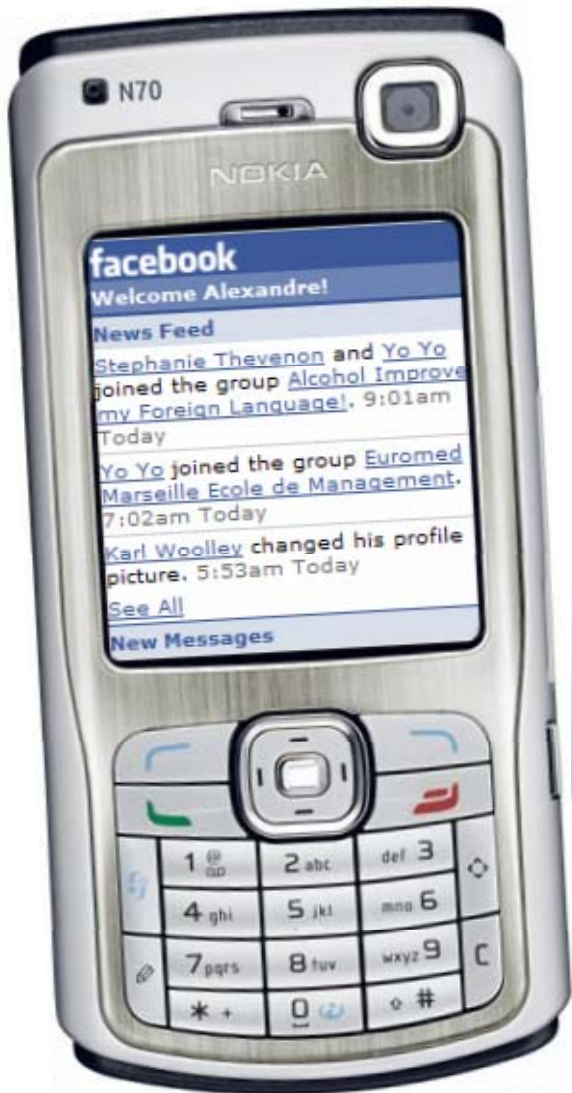 N70
NOKIA
facebook
Welcome Alexandre!
News Feed
Stephanie Thevenon and Yo Yo
joined the group Alcohol Improve
my Foreign Language!. 9:01am
Today
Yo Yo joined the group Euromed
Marseille Ecole de Management.
7:02am Today
Karl Woolley changed his profile
picture. 5:53am Today
See All
New Messages
1 @
2 abc
def 3
4 ghi
5 jkl
mno 6
7 pqrs
8 tuv
wxyz 9
C
* +
0
#